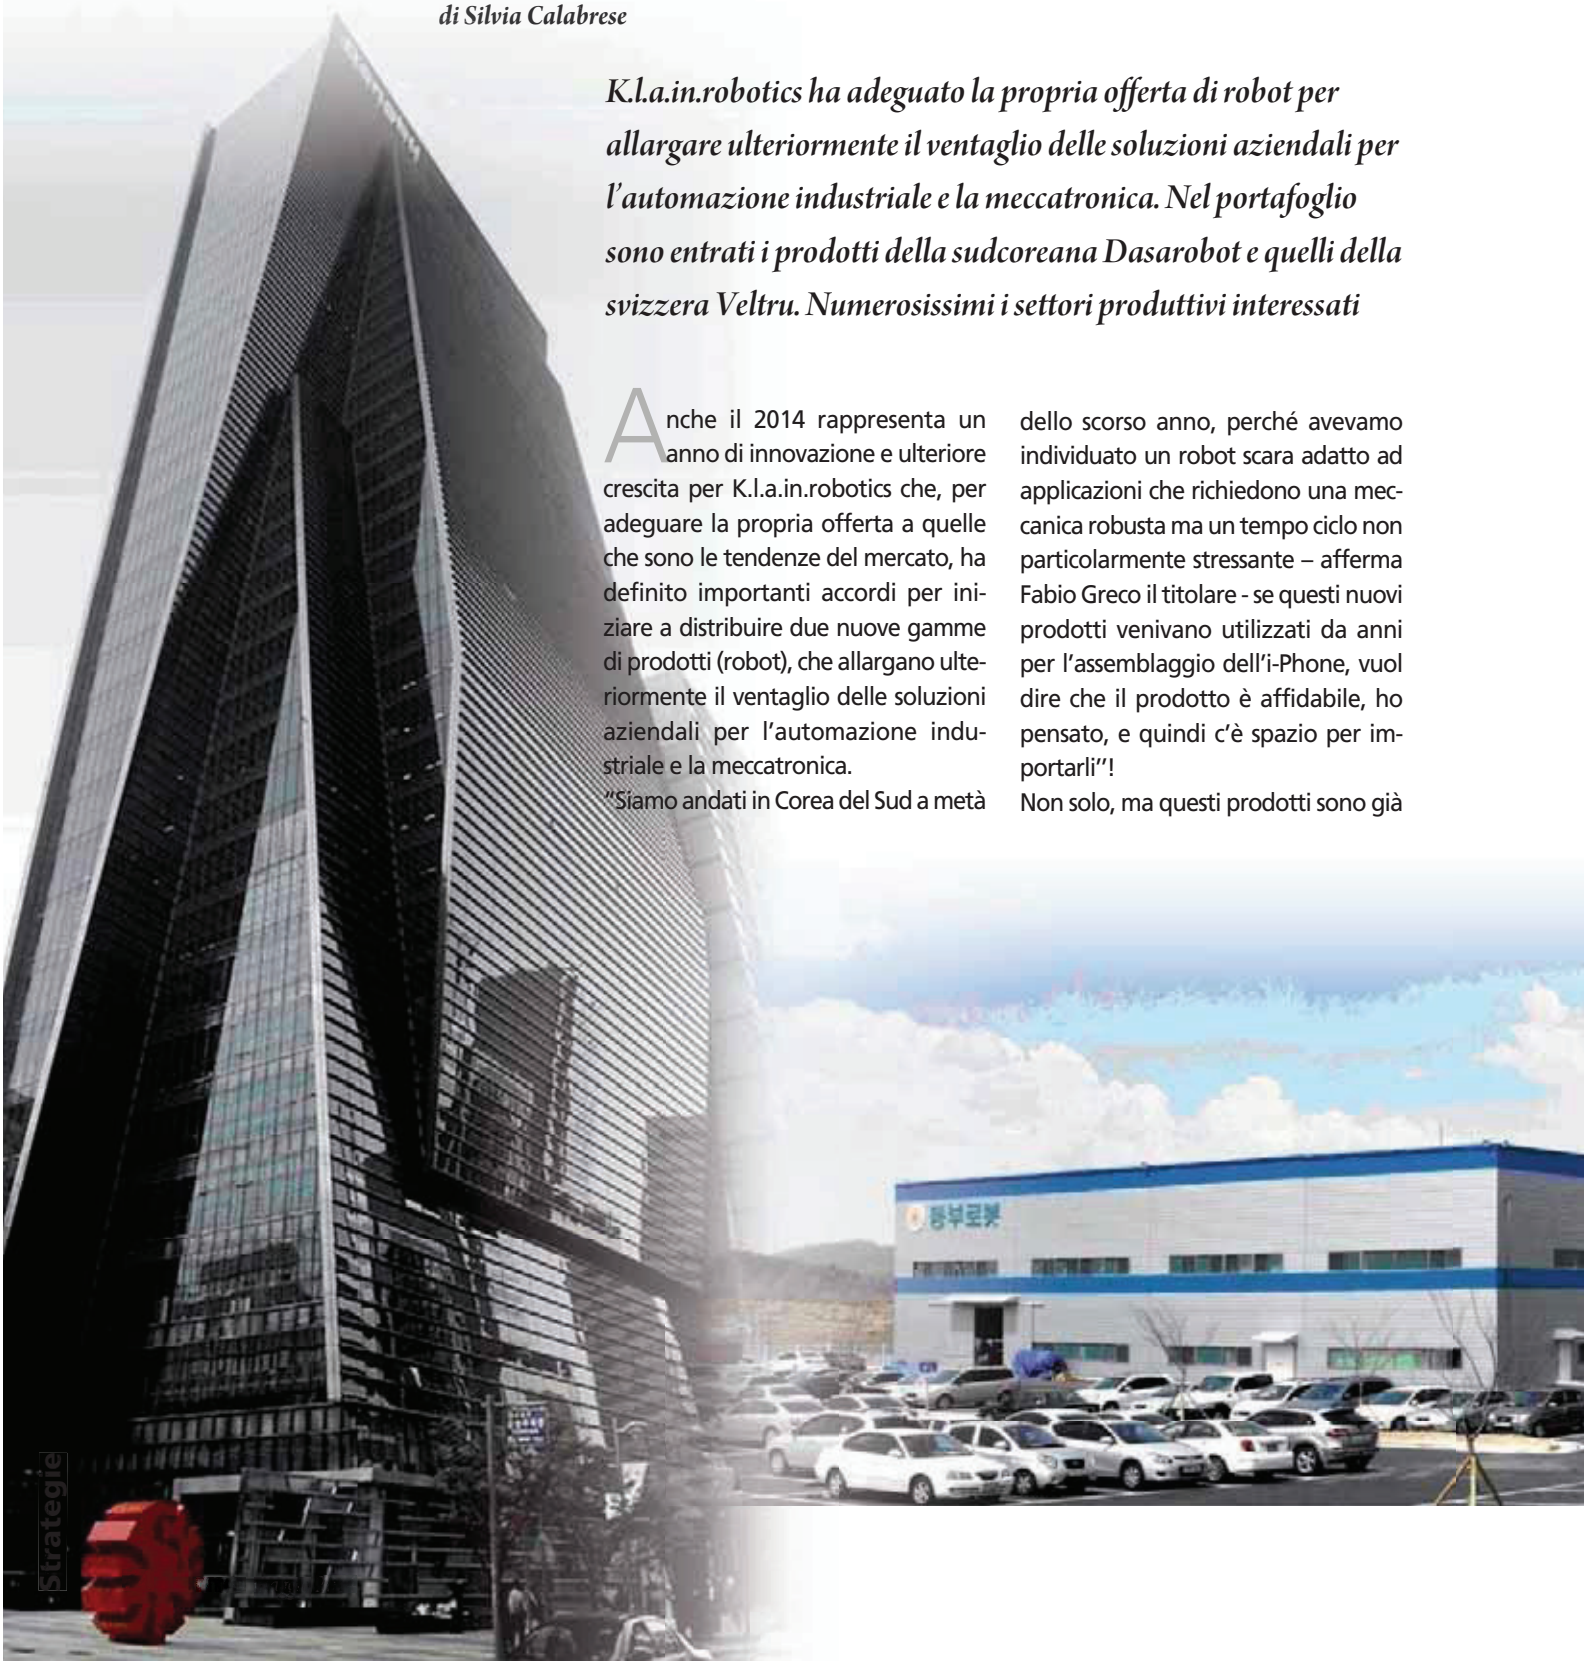 di Silvia Calabrese
K.l.a.in.robotics ha adeguato la propria offerta di robot per
allargare ulteriormente il ventaglio delle soluzioni aziendali per
l'automazione industriale e la meccatronica. Nel portafoglio
sono entrati i prodotti della sudcoreana Dasarobot e quelli della
svizzera Veltru. Numerosissimi i settori produttivi interessati
Anche il 2014 rappresenta un
anno di innovazione e ulteriore
crescita per K.l.a.in.robotics che, per
adeguare la propria offerta a quelle
che sono le tendenze del mercato, ha
definito importanti accordi per ini-
ziare a distribuire due nuove gamme
di prodotti (robot), che allargano ulte-
riormente il ventaglio delle soluzioni
aziendali per l'automazione indu-
striale e la meccatronica.
"Siamo andati in Corea del Sud a metà
dello scorso anno, perché avevamo
individuato un robot scara adatto ad
applicazioni che richiedono una mec-
canica robusta ma un tempo ciclo non
particolarmente stressante – afferma
Fabio Greco il titolare - se questi nuovi
prodotti venivano utilizzati da anni
per l'assemblaggio dell'i-Phone, vuol
dire che il prodotto è affidabile, ho
pensato, e quindi c'è spazio per im-
portarli''!
Non solo, ma questi prodotti sono già
동부로봇
Strategie